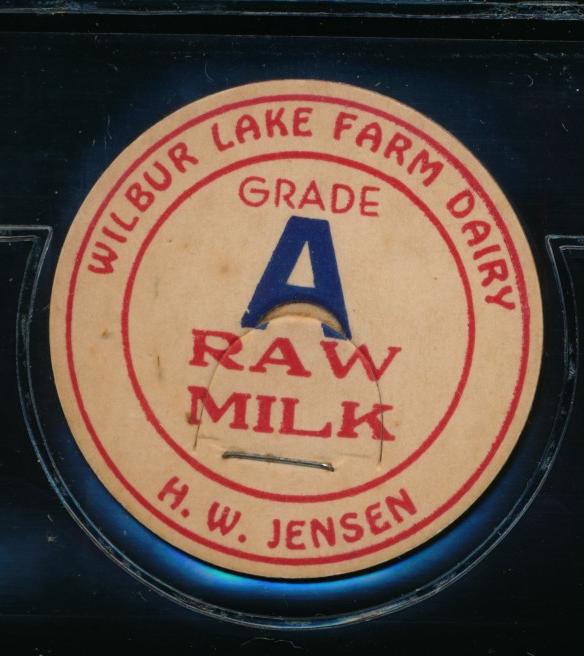 WILBUR LAKE FARM DAIRY
GRADE
A
RAW
MILK
H. W. JENSEN